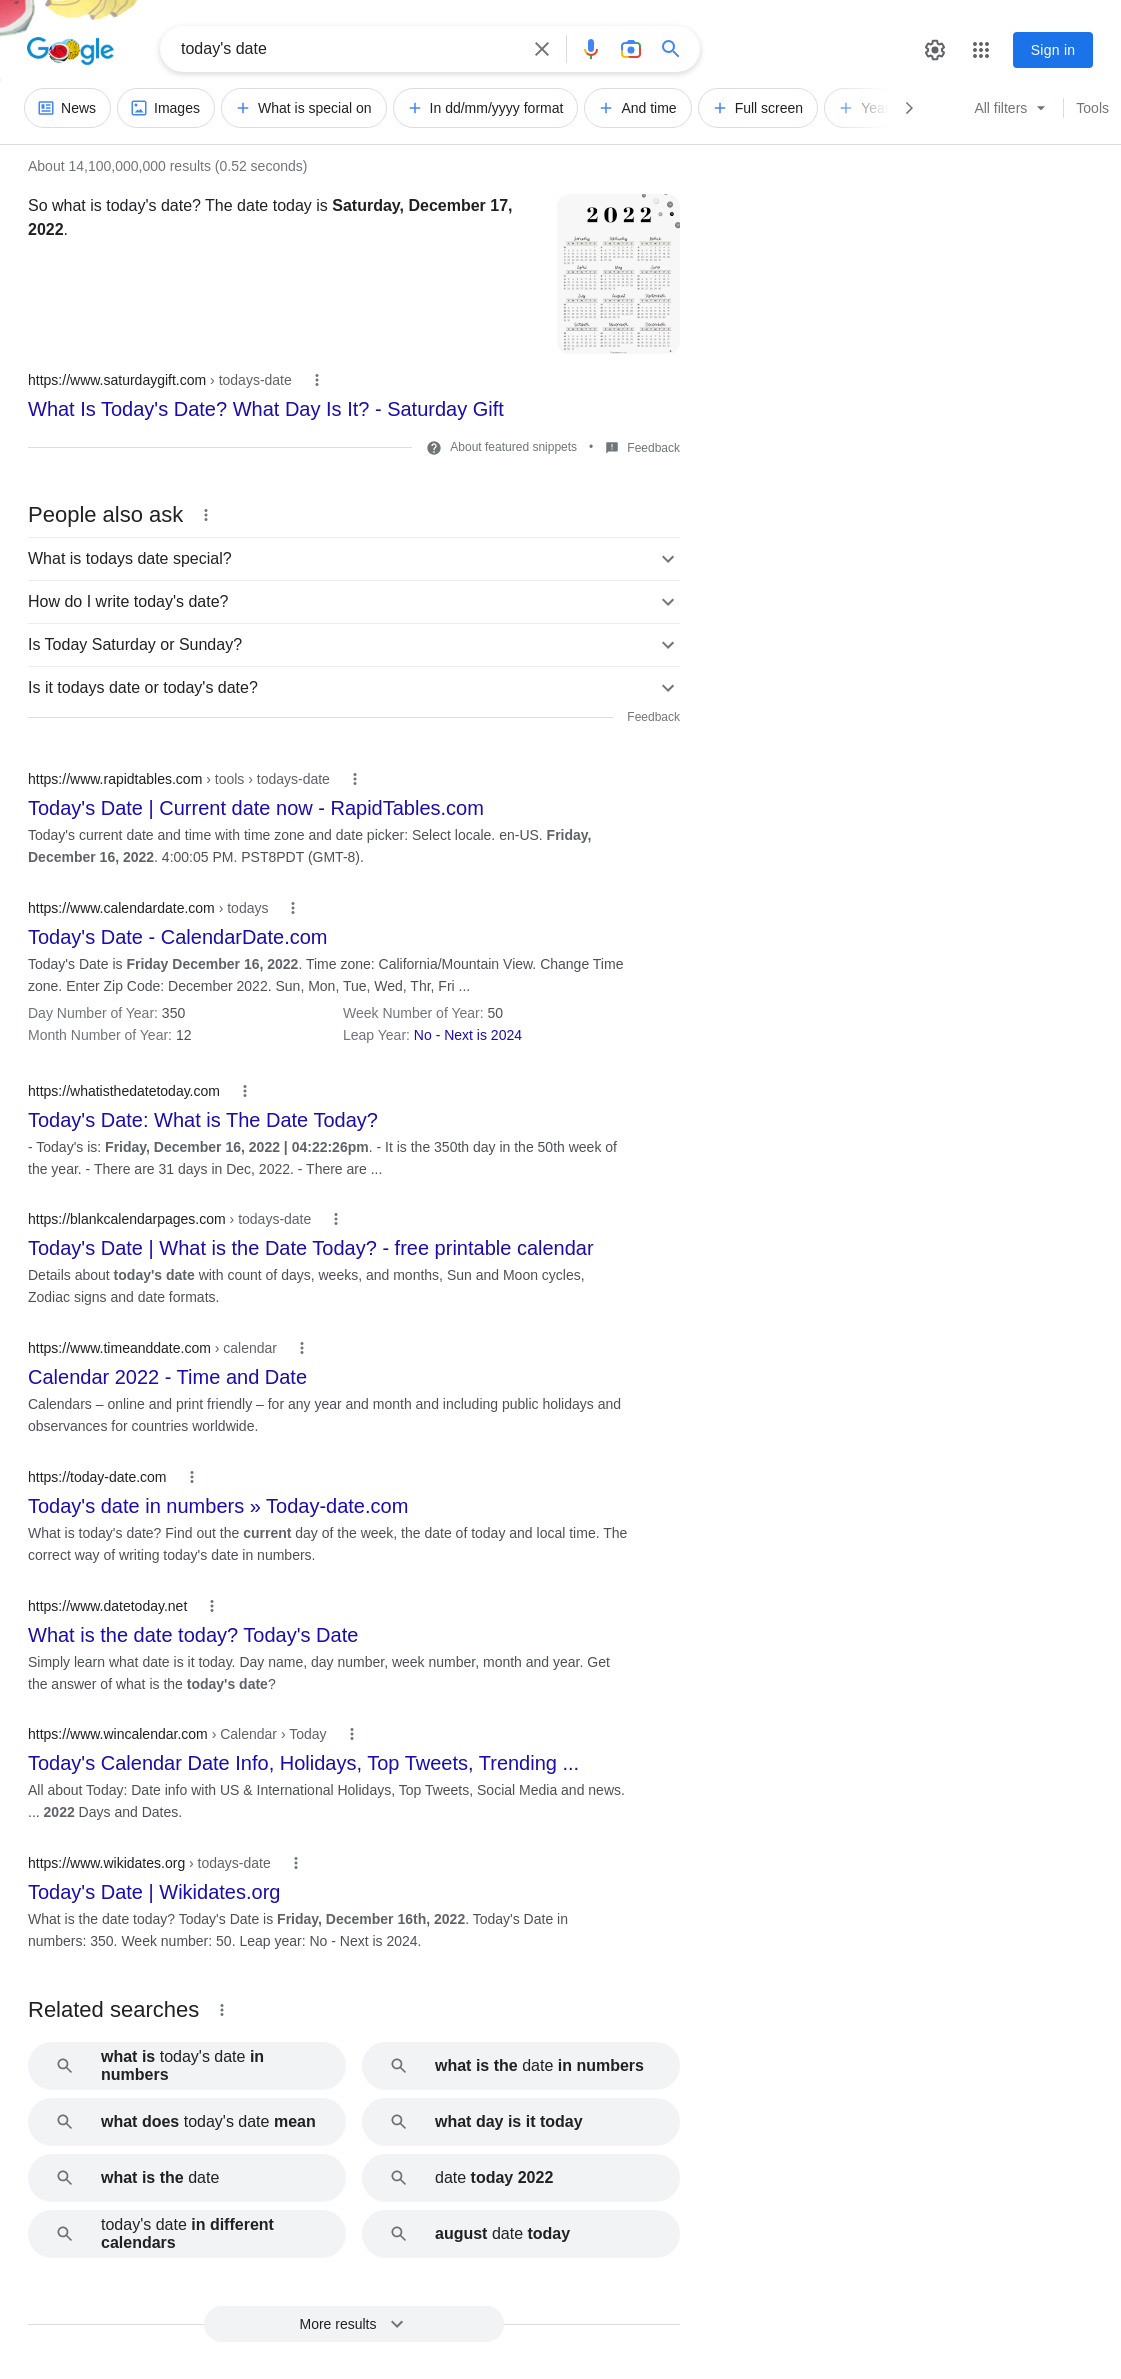 Google
today's date
Sign in
News
Images
What is special on
In dd/mm/yyyy format
And time
Full screen
All filters
Tools
About 14,100,000,000 results (0.52 seconds)
So what is today's date? The date today is Saturday, December 17,
2022.
2022
https://www.saturdaygift.com › todays-date
What Is Today's Date? What Day Is It? - Saturday Gift
About featured snippets • Feedback
People also ask
What is todays date special?
How do I write today's date?
Is Today Saturday or Sunday?
Is it todays date or today's date?
Feedback
https://www.rapidtables.com › tools › todays-date
Today's Date | Current date now - RapidTables.com
Today's current date and time with time zone and date picker: Select locale. en-US. Friday,
December 16, 2022. 4:00:05 PM. PST8PDT (GMT-8).
https://www.calendardate.com › todays
Today's Date - CalendarDate.com
Today's Date is Friday December 16, 2022. Time zone: California/Mountain View. Change Time
zone. Enter Zip Code: December 2022. Sun, Mon, Tue, Wed, Thr, Fri ...
Day Number of Year: 350
Week Number of Year: 50
Month Number of Year: 12
Leap Year: No - Next is 2024
https://whatisthedatetoday.com
Today's Date: What is The Date Today?
- Today's is: Friday, December 16, 2022 | 04:22:26pm. - It is the 350th day in the 50th week of
the year. - There are 31 days in Dec, 2022. - There are ...
https://blankcalendarpages.com › todays-date
Today's Date | What is the Date Today? - free printable calendar
Details about today's date with count of days, weeks, and months, Sun and Moon cycles,
Zodiac signs and date formats.
https://www.timeanddate.com › calendar
Calendar 2022 - Time and Date
Calendars – online and print friendly – for any year and month and including public holidays and
observances for countries worldwide.
https://today-date.com
Today's date in numbers » Today-date.com
What is today's date? Find out the current day of the week, the date of today and local time. The
correct way of writing today's date in numbers.
https://www.datetoday.net
What is the date today? Today's Date
Simply learn what date is it today. Day name, day number, week number, month and year. Get
the answer of what is the today's date?
https://www.wincalendar.com › Calendar › Today
Today's Calendar Date Info, Holidays, Top Tweets, Trending ...
All about Today: Date info with US & International Holidays, Top Tweets, Social Media and news.
... 2022 Days and Dates.
https://www.wikidates.org › todays-date
Today's Date | Wikidates.org
What is the date today? Today's Date is Friday, December 16th, 2022. Today's Date in
numbers: 350. Week number: 50. Leap year: No - Next is 2024.
Related searches
what is today's date in
numbers
what is the date in numbers
what does today's date mean
what day is it today
what is the date
date today 2022
today's date in different
calendars
august date today
More results